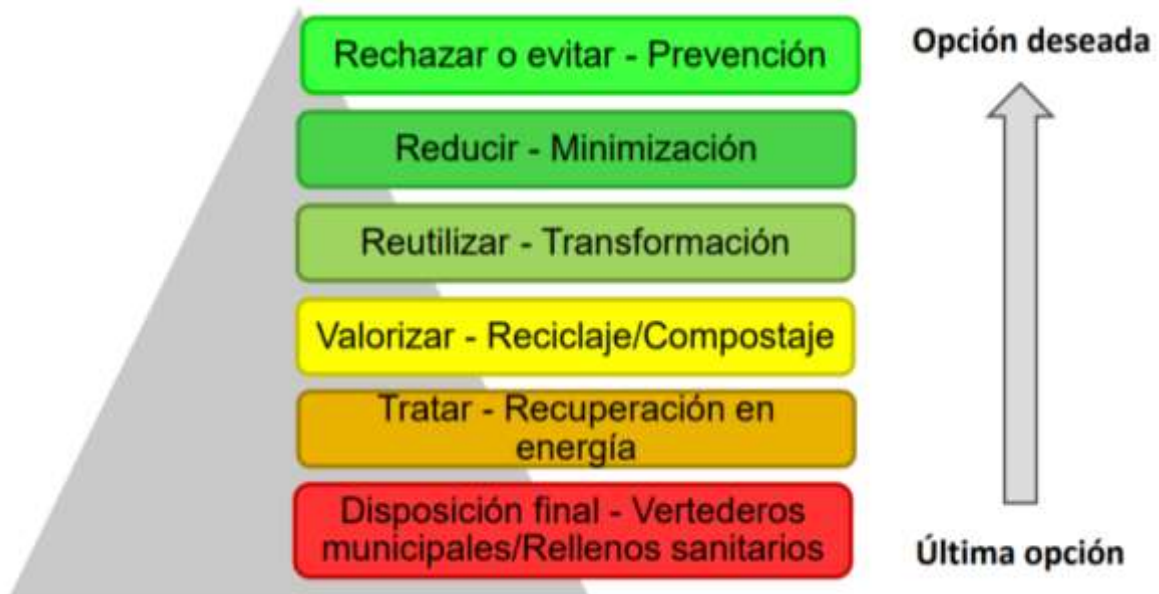 Rechazar o evitar - Prevención
Opción deseada
Reducir - Minimización
Reutilizar - Transformación
Valorizar - Reciclaje/Compostaje
Tratar - Recuperación en
energía
Disposición final - Vertederos
municipales/Rellenos sanitarios
Última opción